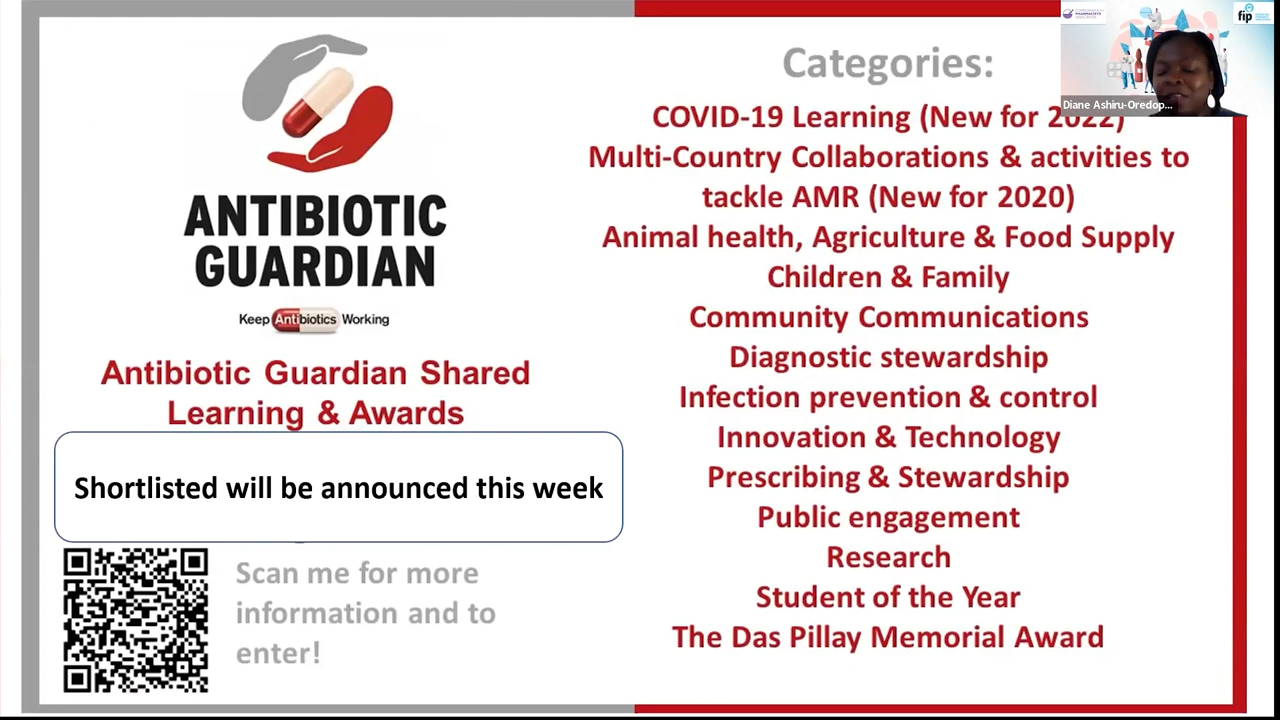 ANTIBIOTIC
GUARDIAN
Keep Antibiotics Working
Antibiotic Guardian Shared
Learning & Awards
Shortlisted will be announced this week
Scan me for more
information and to
enter!
Categories:
COVID-19 Learning (New for 2022)
Multi-Country Collaborations & activities to
tackle AMR (New for 2020)
Animal health, Agriculture & Food Supply
Children & Family
Community Communications
Diagnostic stewardship
Infection prevention & control
Innovation & Technology
Prescribing & Stewardship
Public engagement
Research
Student of the Year
The Das Pillay Memorial Award
fip
Diane Ashiru-Oredop...